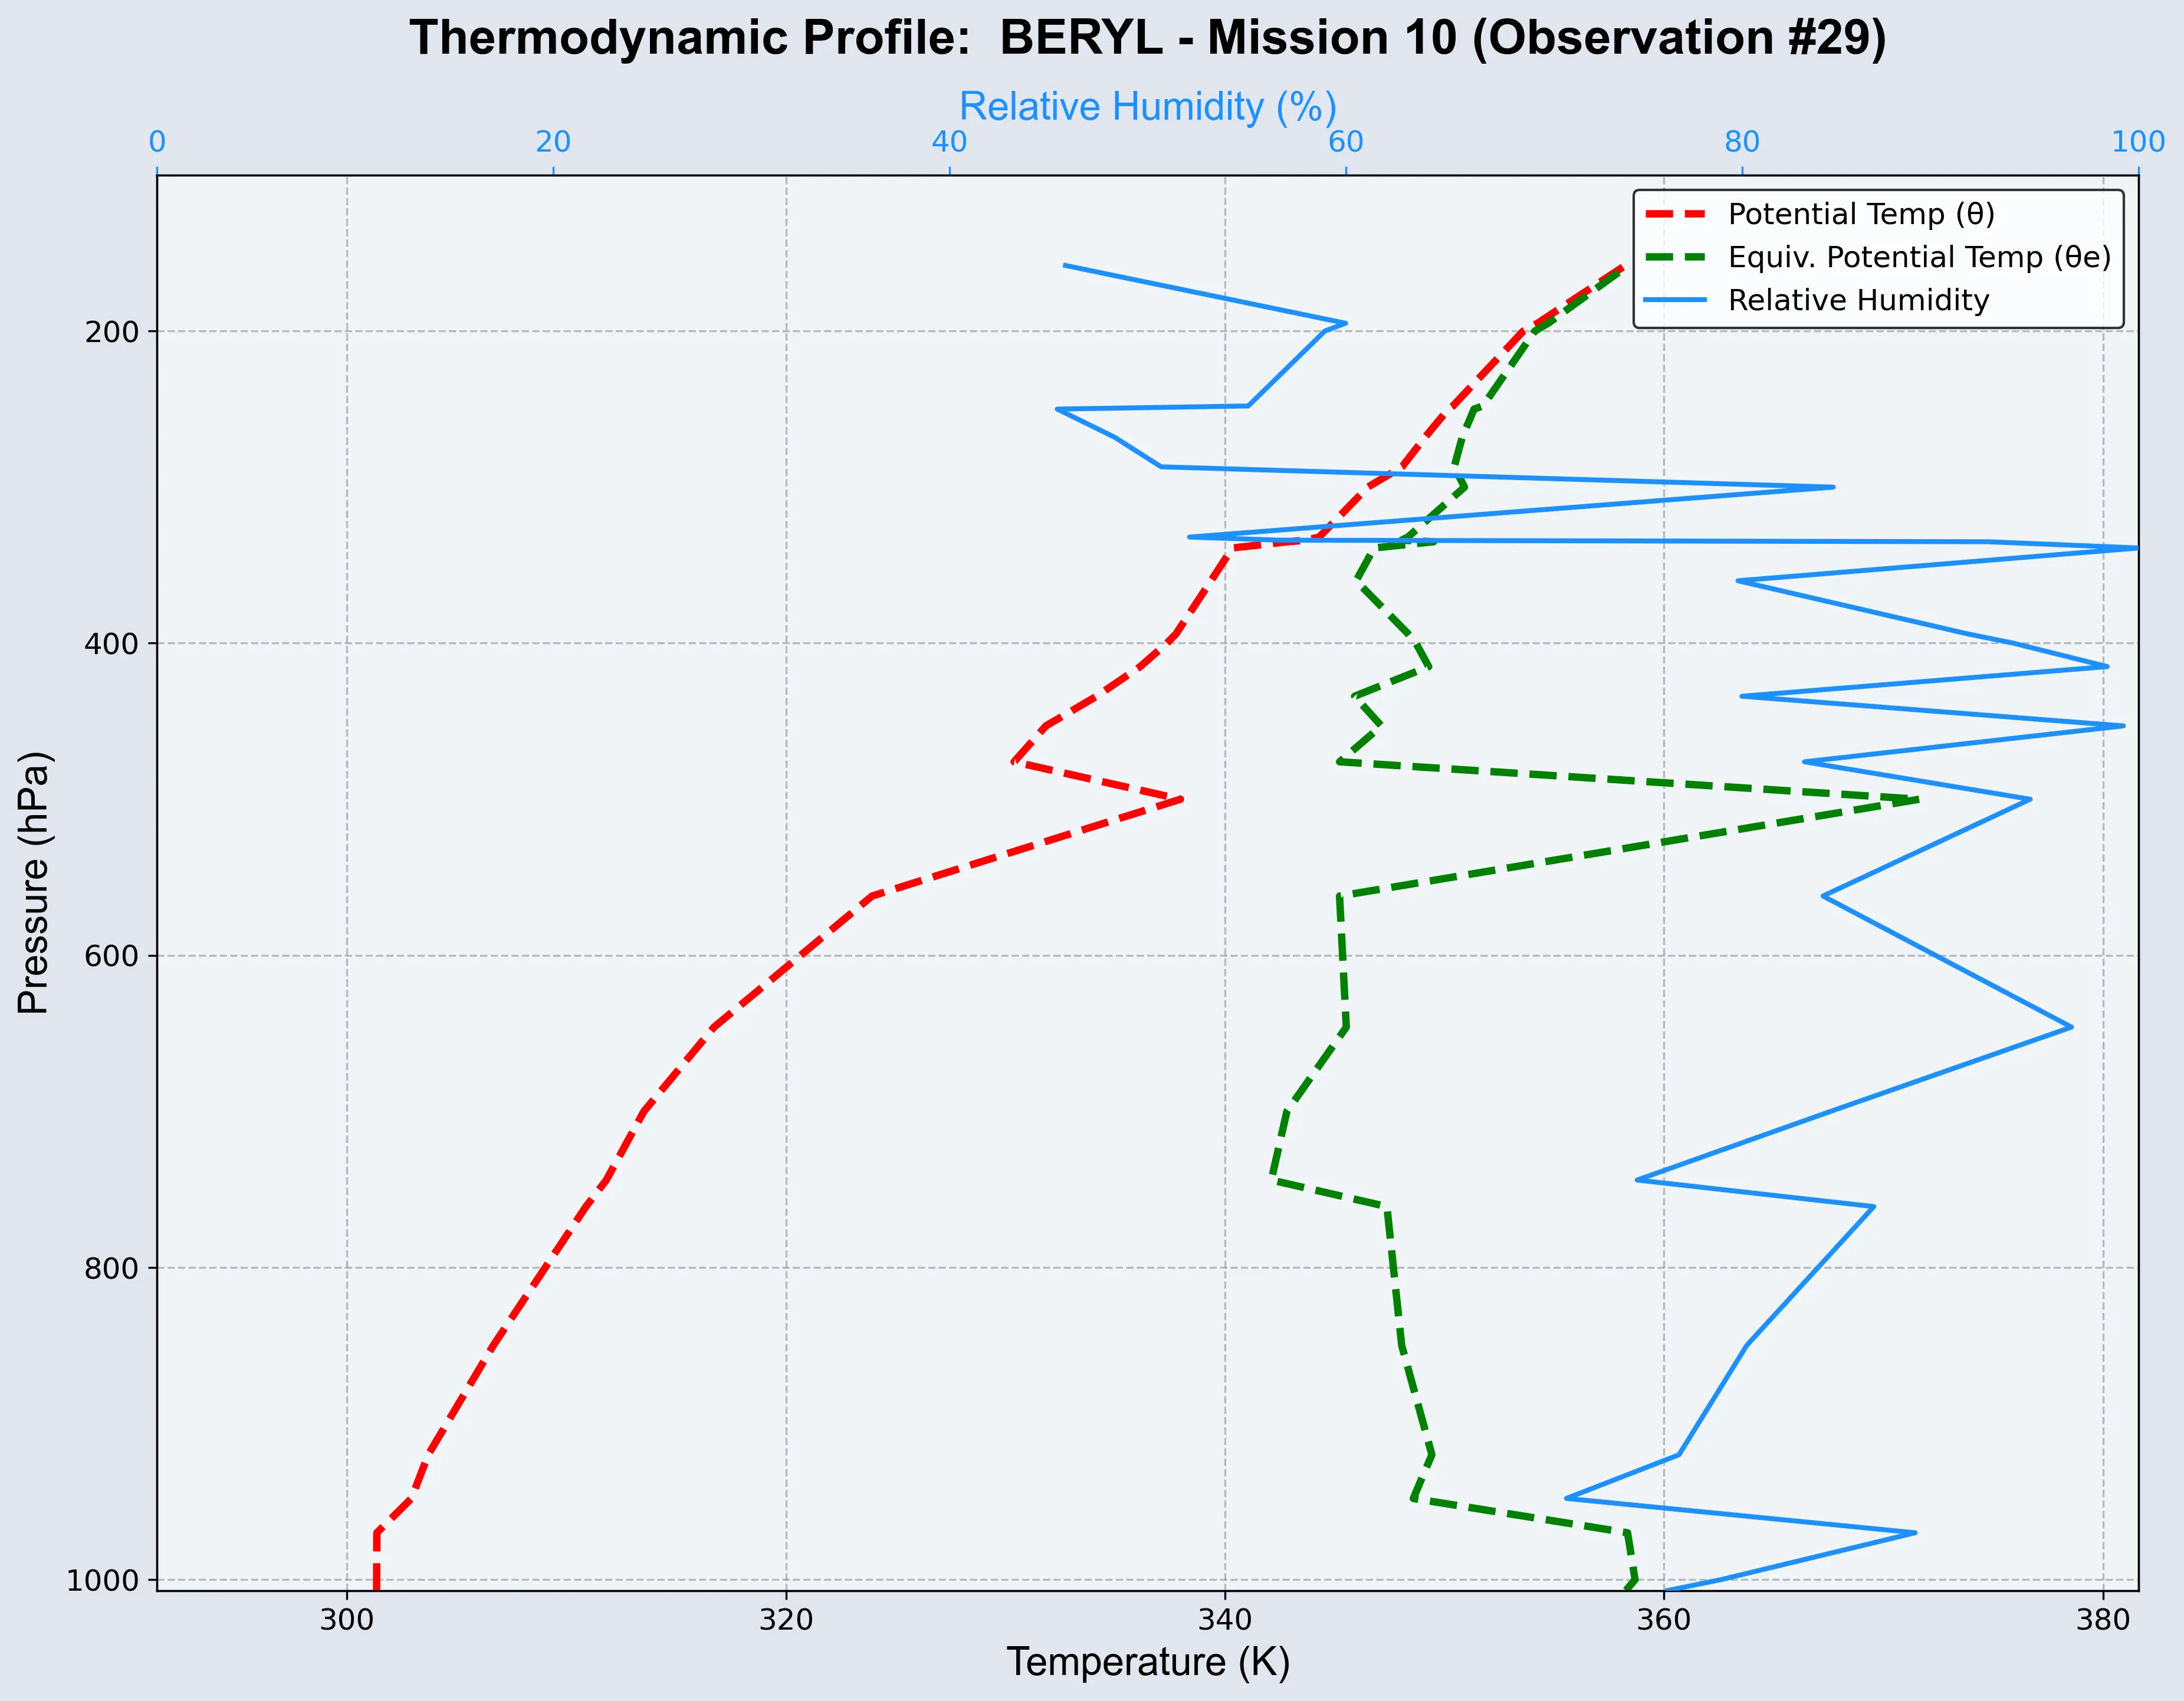 Thermodynamic Profile:  BERYL - Mission 10 (Observation #29)
Relative Humidity (%)
0 20 40 60 80 100
Potential Temp (θ)
Equiv. Potential Temp (θe)
Relative Humidity
200
400
600
800
1000
Pressure (hPa)
300 320 340 360 380
Temperature (K)